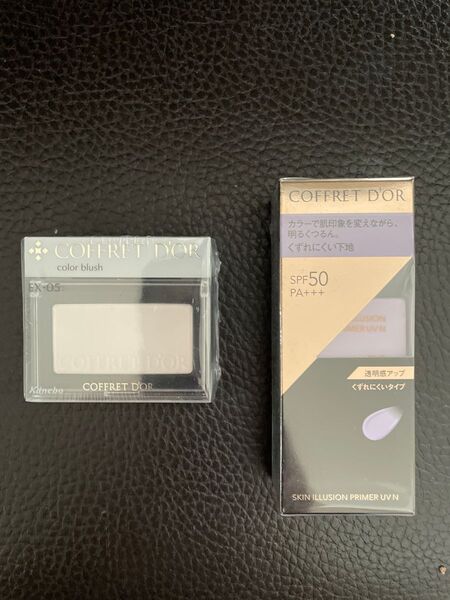 COFFRET D'OR
color blush
EX-05
COFFRET D'OR
Kanebo
COFFRET D'OR
COFFRET D'OR
カラーで肌印象を変えながら、
明るくつるん。
くずれにくい下地
SPF50
PA+++
ILLUSION
PRIMER UV N
透明感アップ
くずれにくいタイプ
SKIN ILLUSION PRIMER UV N